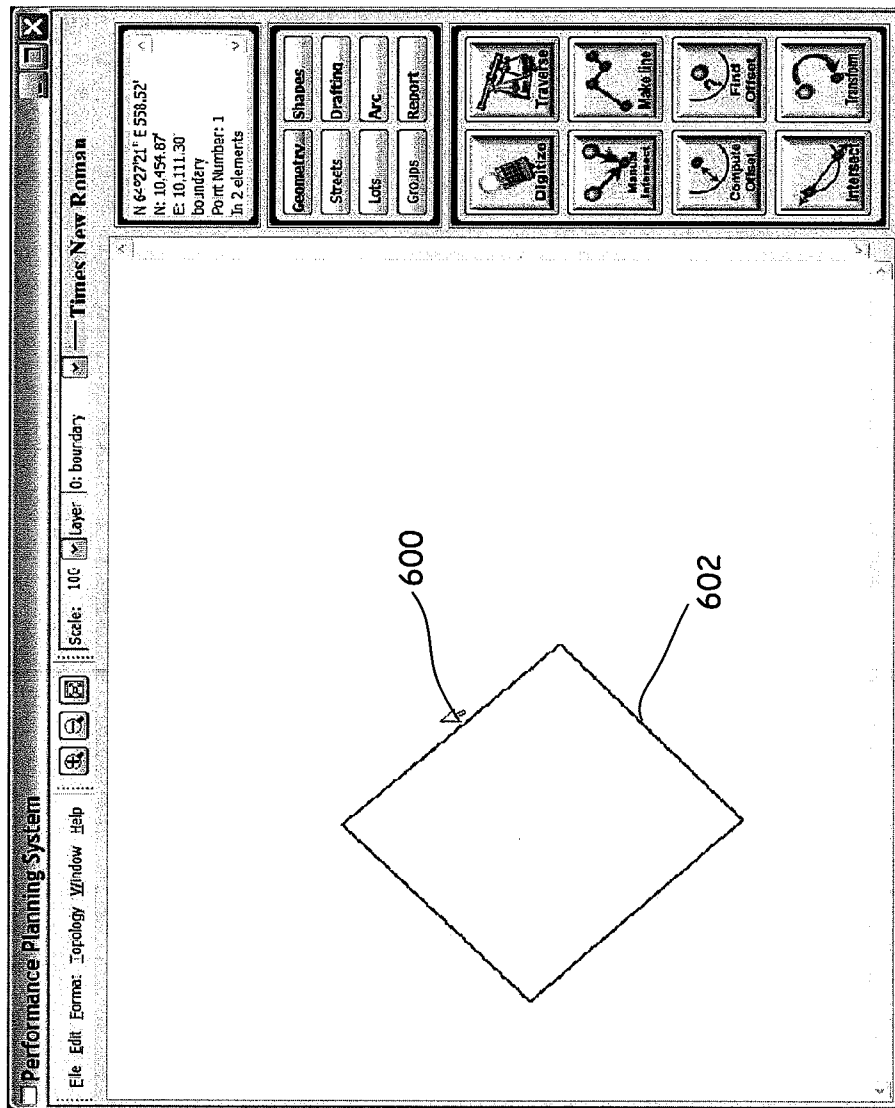 Performance Planning System
File Edit Format Topology Window Help
Scale: 100 Layer 0: boundary Times New Roman
N 64°27'21" E 558.52'
N: 10,454.87'
E: 10,111.30'
boundary
Point Number: 1
In 2 elements
Geometry Shapes
Streets Drafting
Lots Arc
Groups Report
Digitize Traverse
Manual Intersect Make line
Compute Offset Find Offset
Intersect Transform
600
602